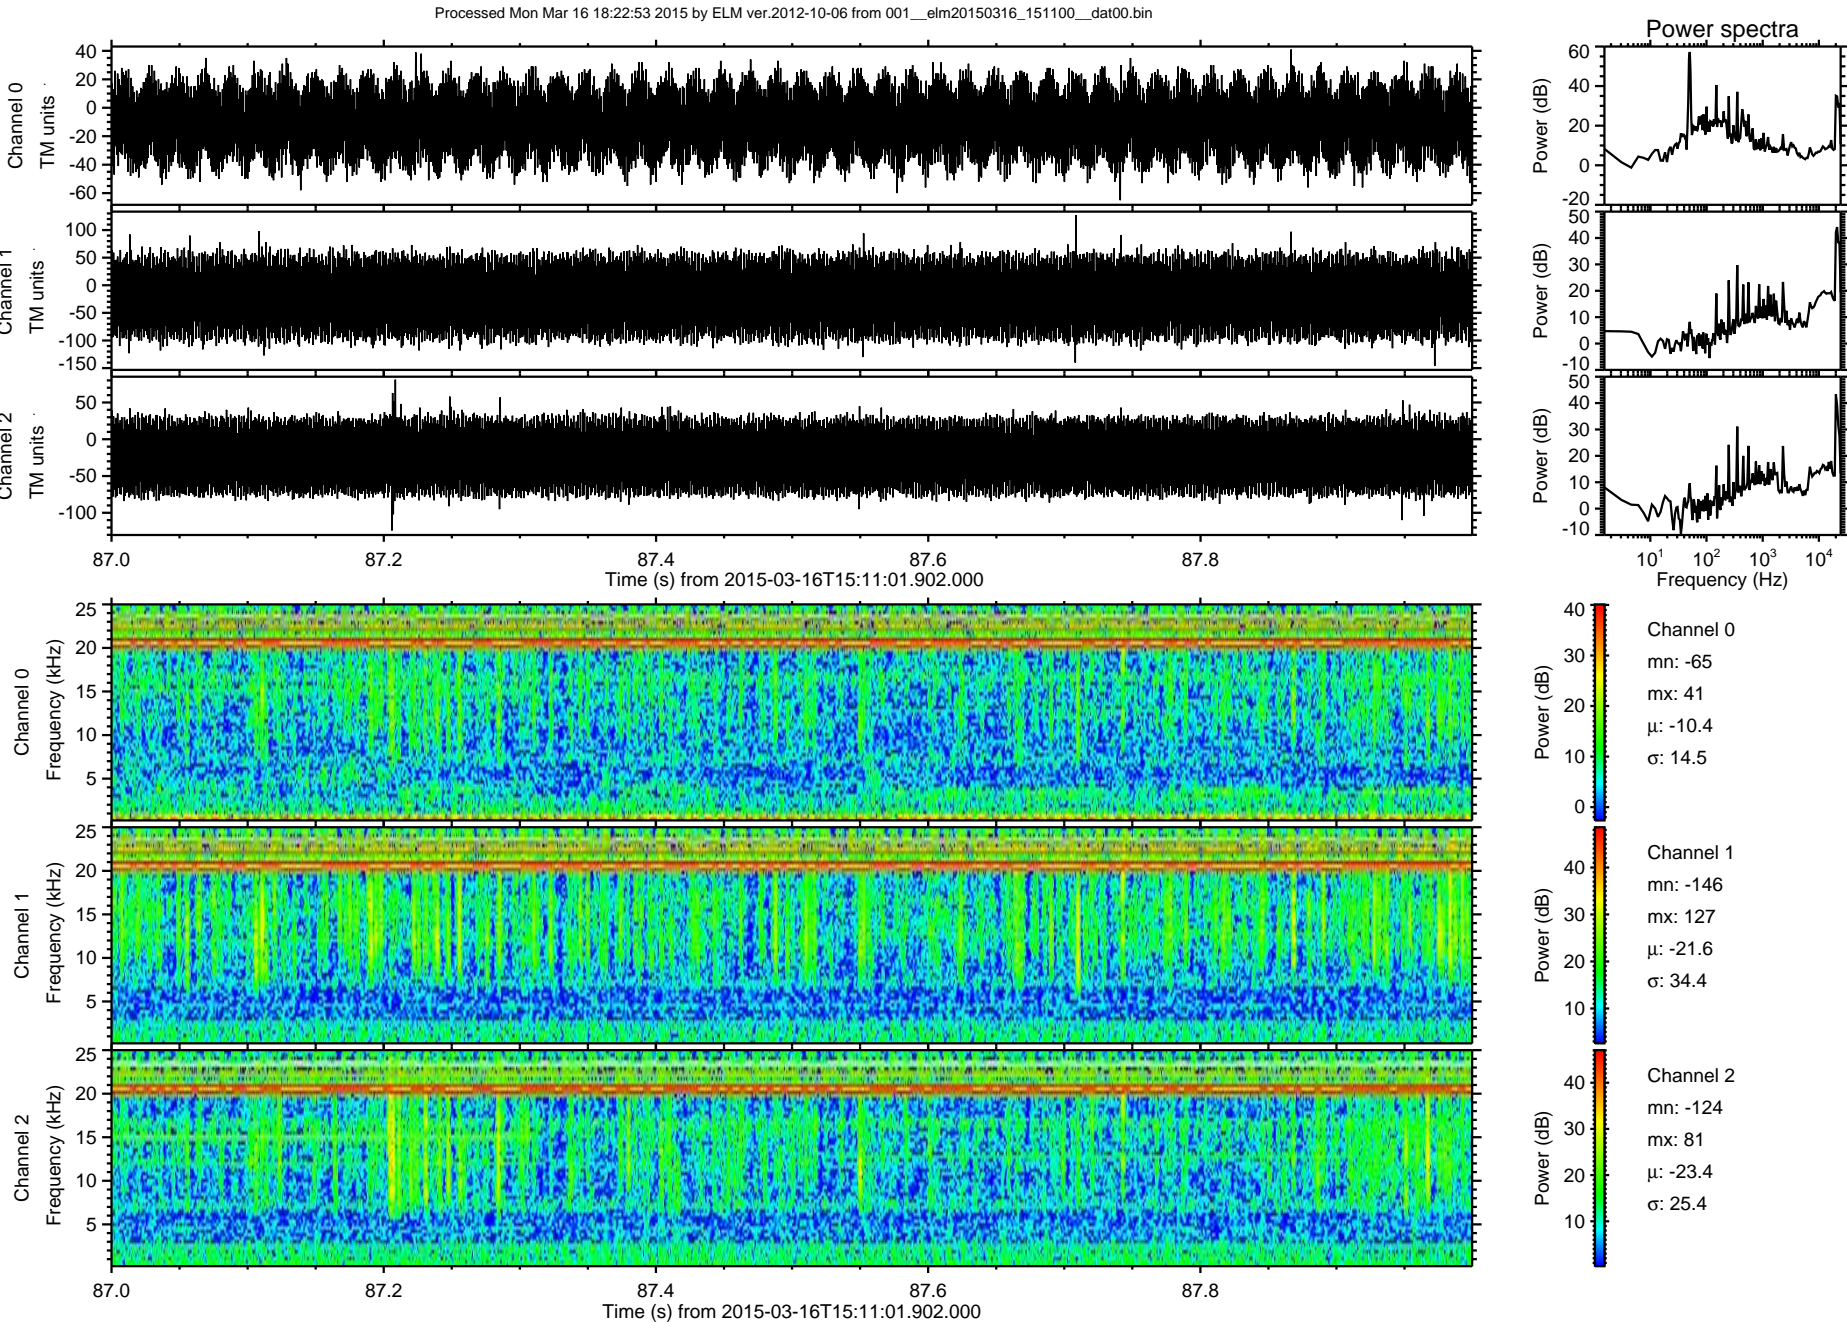 Processed Mon Mar 16 18:22:53 2015 by ELM ver.2012-10-06 from 001__elm20150316_151100__dat00.bin
Power spectra
Channel 0
TM units
40
20
0
-20
-40
-60
Power (dB)
60
40
20
0
-20
Channel 1
TM units
100
50
0
-50
-100
-150
Power (dB)
50
40
30
20
10
0
-10
Channel 2
TM units
50
0
-50
-100
Power (dB)
50
40
30
20
10
0
-10
87.0 87.2 87.4 87.6 87.8
Time (s) from 2015-03-16T15:11:01.902.000
10¹ 10² 10³ 10⁴
Frequency (Hz)
Channel 0
Frequency (kHz)
25
20
15
10
5
Power (dB)
40
30
20
10
0
Channel 0
mn: -65
mx: 41
μ: -10.4
σ: 14.5
Channel 1
Frequency (kHz)
25
20
15
10
5
Power (dB)
40
30
20
10
Channel 1
mn: -146
mx: 127
μ: -21.6
σ: 34.4
Channel 2
Frequency (kHz)
25
20
15
10
5
Power (dB)
40
30
20
10
Channel 2
mn: -124
mx: 81
μ: -23.4
σ: 25.4
87.0 87.2 87.4 87.6 87.8
Time (s) from 2015-03-16T15:11:01.902.000